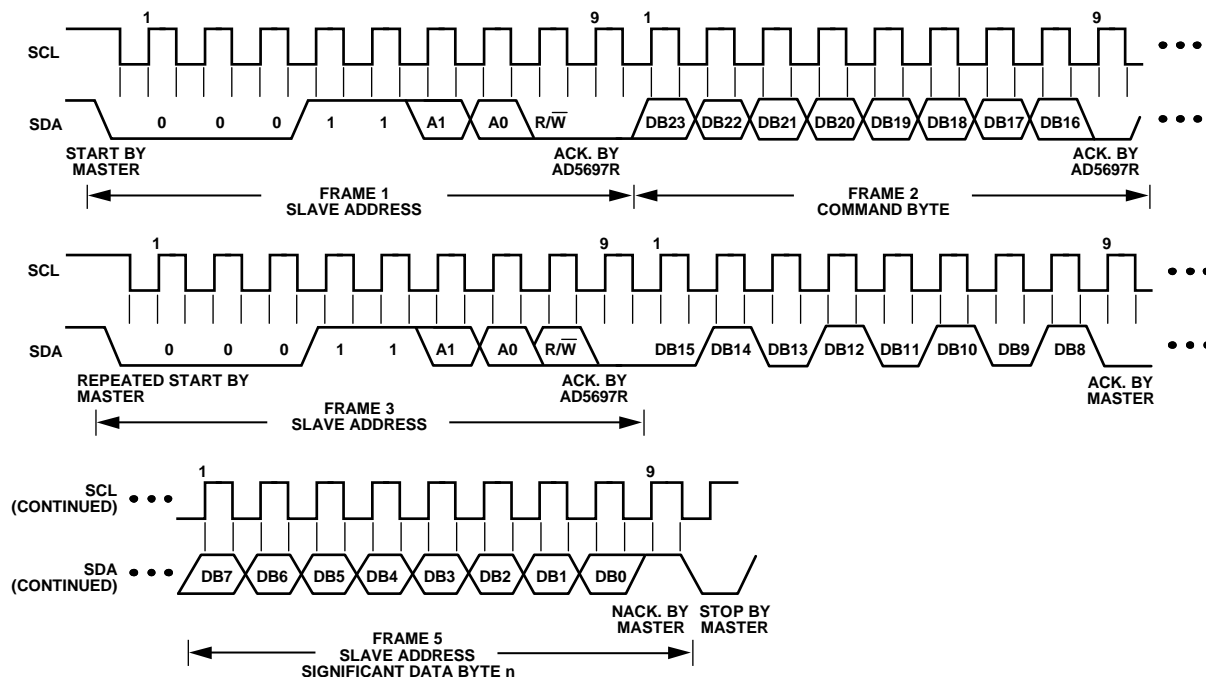 1 9 1 9
SCL
SDA 0 0 0 1 1 A1 A0 R/W̅ DB23 DB22 DB21 DB20 DB19 DB18 DB17 DB16
START BY
MASTER
ACK. BY
AD5697R
ACK. BY
AD5697R
FRAME 1
SLAVE ADDRESS
FRAME 2
COMMAND BYTE
1 9 1 9
SCL
SDA 0 0 0 1 1 A1 A0 R/W̅ DB15 DB14 DB13 DB12 DB11 DB10 DB9 DB8
REPEATED START BY
MASTER
ACK. BY
AD5697R
ACK. BY
MASTER
FRAME 3
SLAVE ADDRESS
1 9
SCL
(CONTINUED)
SDA
(CONTINUED)
DB7 DB6 DB5 DB4 DB3 DB2 DB1 DB0
NACK. BY
MASTER
STOP BY
MASTER
FRAME 5
SLAVE ADDRESS
SIGNIFICANT DATA BYTE n